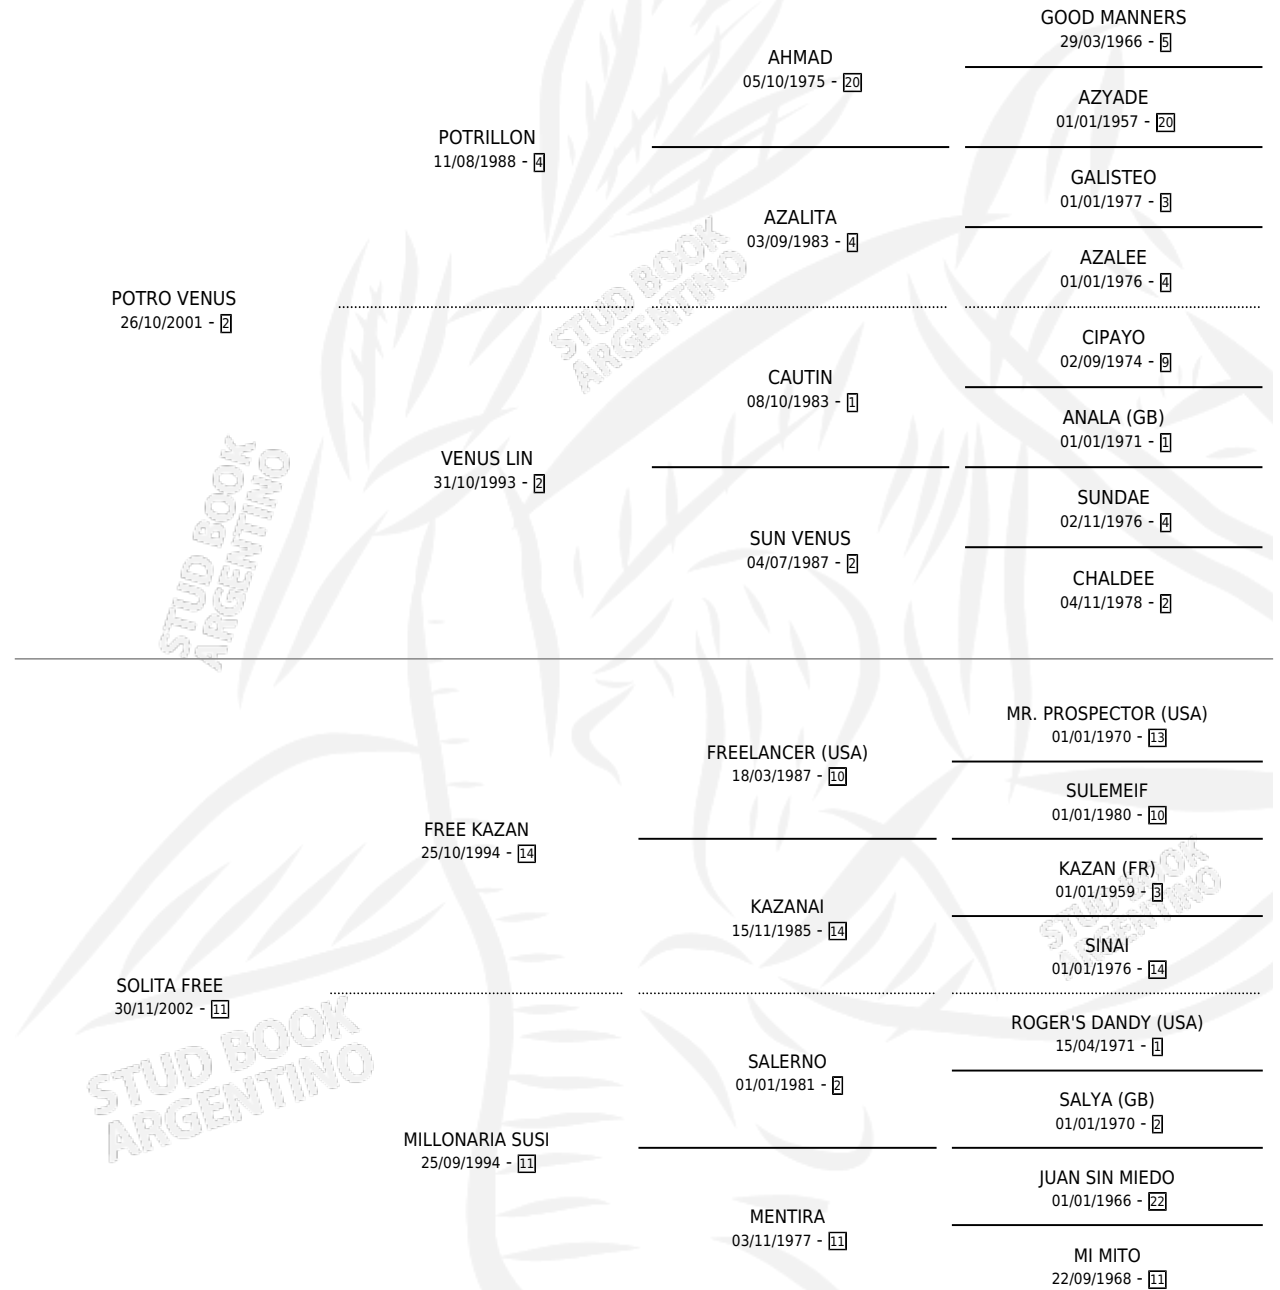 GOOD MANNERS
29/03/1966 - 5
AHMAD
05/10/1975 - 20
AZYADE
01/01/1957 - 20
POTRILLON
11/08/1988 - 4
GALISTEO
01/01/1977 - 3
AZALITA
03/09/1983 - 4
AZALEE
01/01/1976 - 4
POTRO VENUS
26/10/2001 - 2
STUD BOOK
ARGENTINO
CIPAYO
02/09/1974 - 9
CAUTIN
08/10/1983 - 1
ANALA (GB)
01/01/1971 - 1
VENUS LIN
31/10/1993 - 2
SUNDAE
02/11/1976 - 4
SUN VENUS
04/07/1987 - 2
CHALDEE
04/11/1978 - 2
STUD BOOK
ARGENTINO
MR. PROSPECTOR (USA)
01/01/1970 - 13
FREELANCER (USA)
18/03/1987 - 10
SULEMEIF
01/01/1980 - 10
FREE KAZAN
25/10/1994 - 14
KAZAN (FR)
01/01/1959 - 3
KAZANAI
15/11/1985 - 14
SINAI
01/01/1976 - 14
STUD BOOK
ARGENTINO
SOLITA FREE
30/11/2002 - 11
STUD BOOK
ARGENTINO
ROGER'S DANDY (USA)
15/04/1971 - 1
SALERNO
01/01/1981 - 2
SALYA (GB)
01/01/1970 - 2
MILLONARIA SUSI
25/09/1994 - 11
JUAN SIN MIEDO
01/01/1966 - 22
MENTIRA
03/11/1977 - 11
MI MITO
22/09/1968 - 11